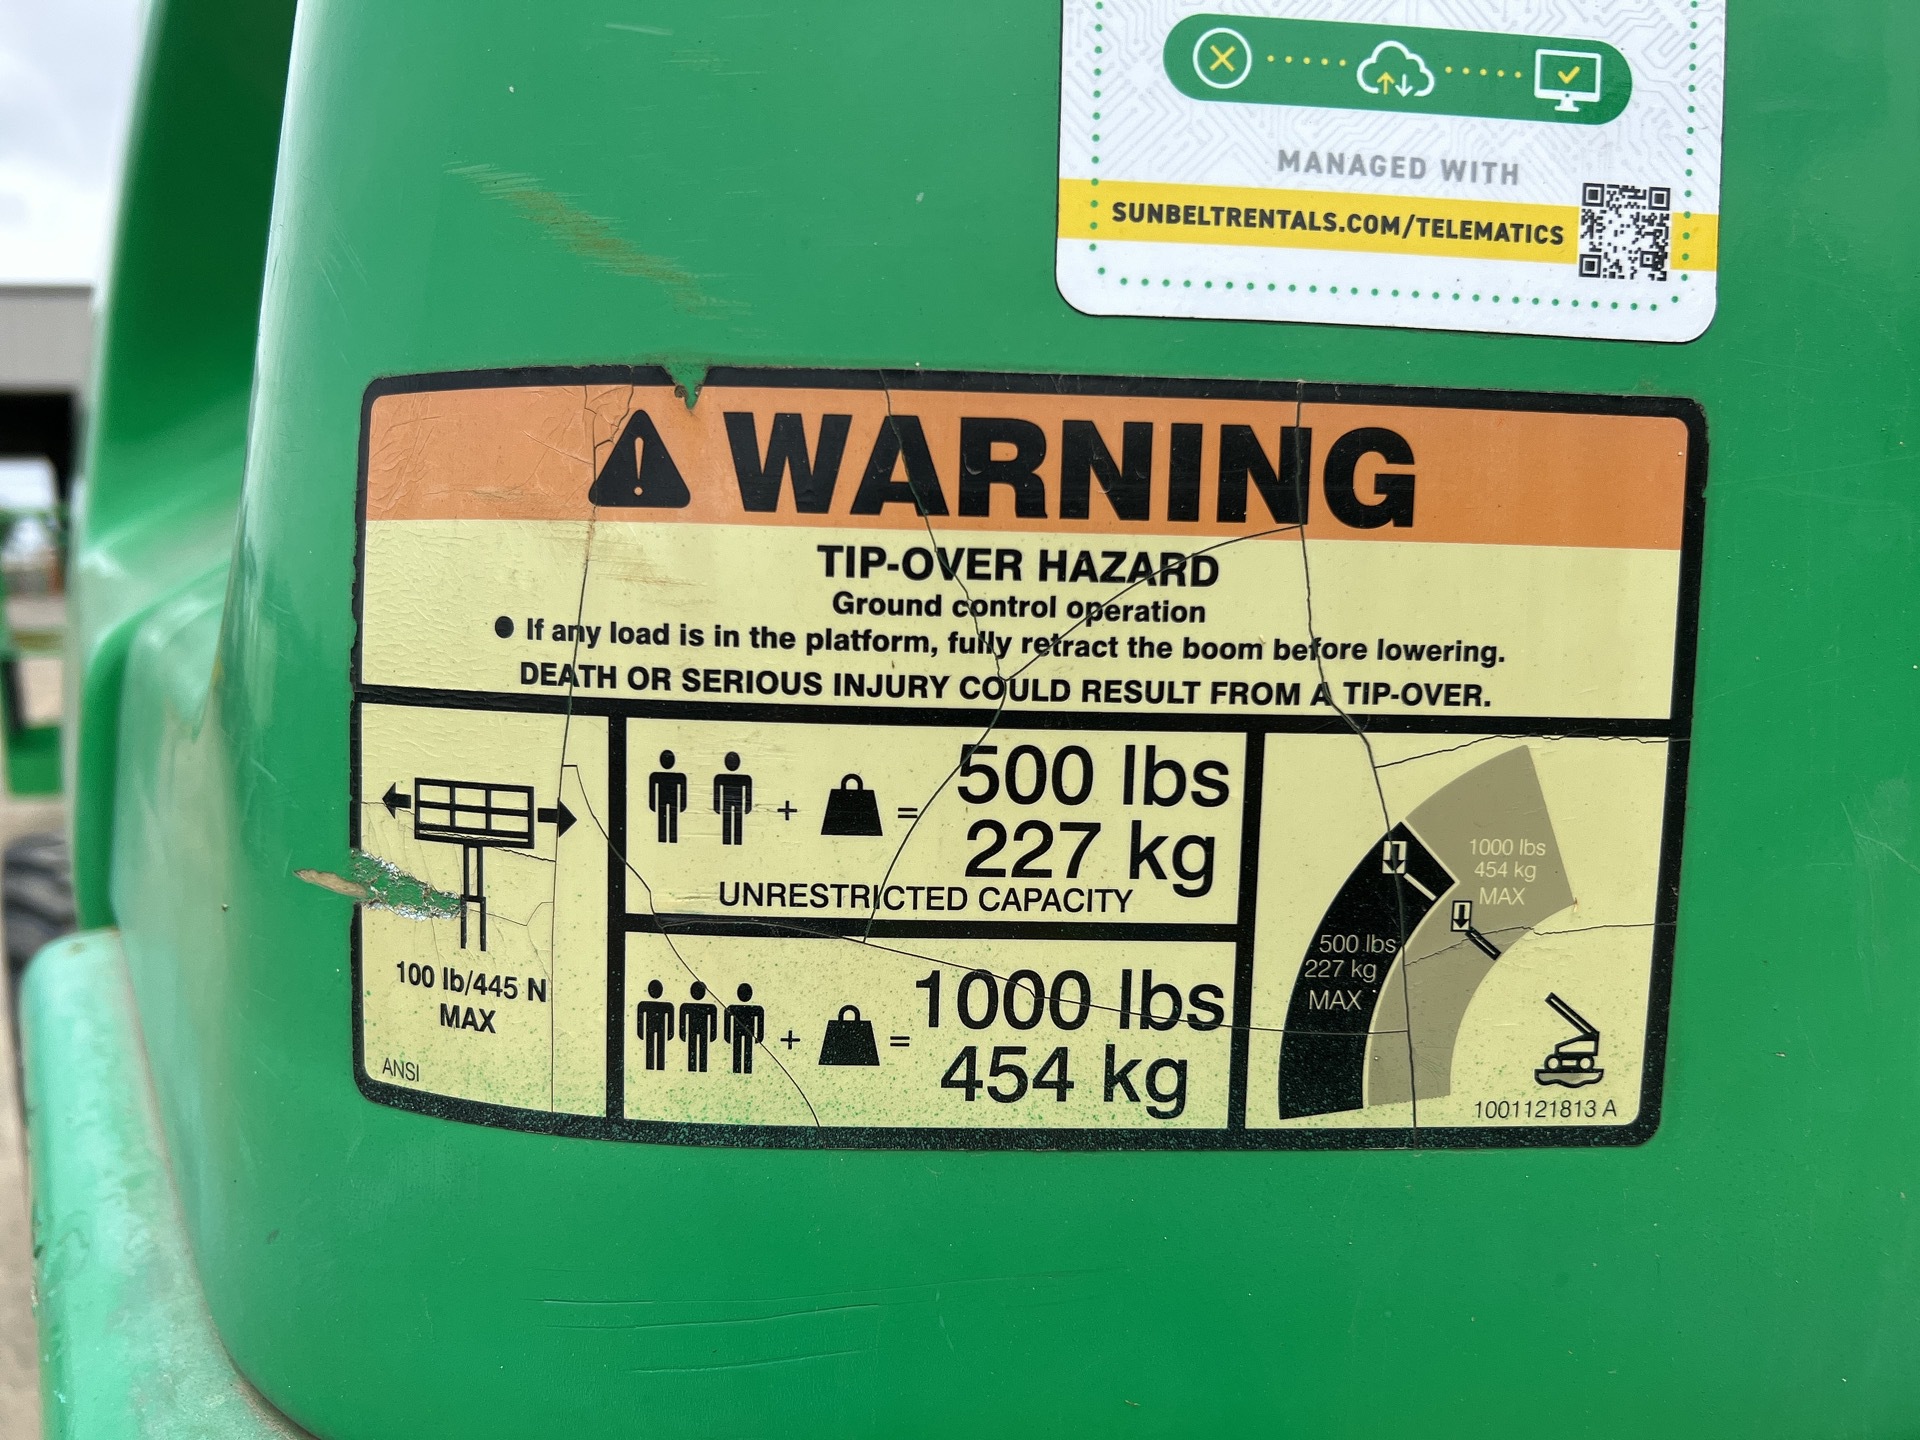 MANAGED WITH
SUNBELTRENTALS.COM/TELEMATICS
WARNING
TIP-OVER HAZARD
Ground control operation
● If any load is in the platform, fully retract the boom before lowering.
DEATH OR SERIOUS INJURY COULD RESULT FROM A TIP-OVER.
100 lb/445 N
MAX
ANSI
+ = 500 lbs
227 kg
UNRESTRICTED CAPACITY
+ = 1000 lbs
454 kg
1000 lbs
454 kg
MAX
500 lbs
227 kg
MAX
1001121813 A